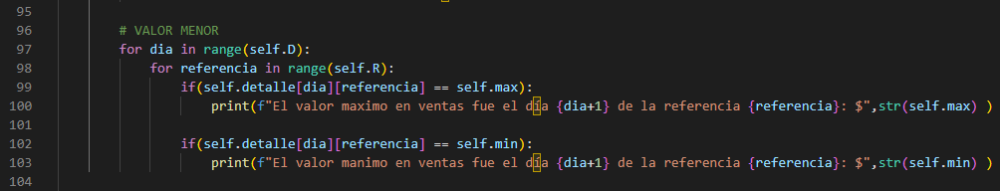 95
96 # VALOR MENOR
97 for dia in range(self.D):
98 for referencia in range(self.R):
99 if(self.detalle[dia][referencia] == self.max):
100 print(f"El valor maximo en ventas fue el día {dia+1} de la referencia {referencia}: $",str(self.max) )
101
102 if(self.detalle[dia][referencia] == self.min):
103 print(f"El valor manimo en ventas fue el día {dia+1} de la referencia {referencia}: $",str(self.min) )
104